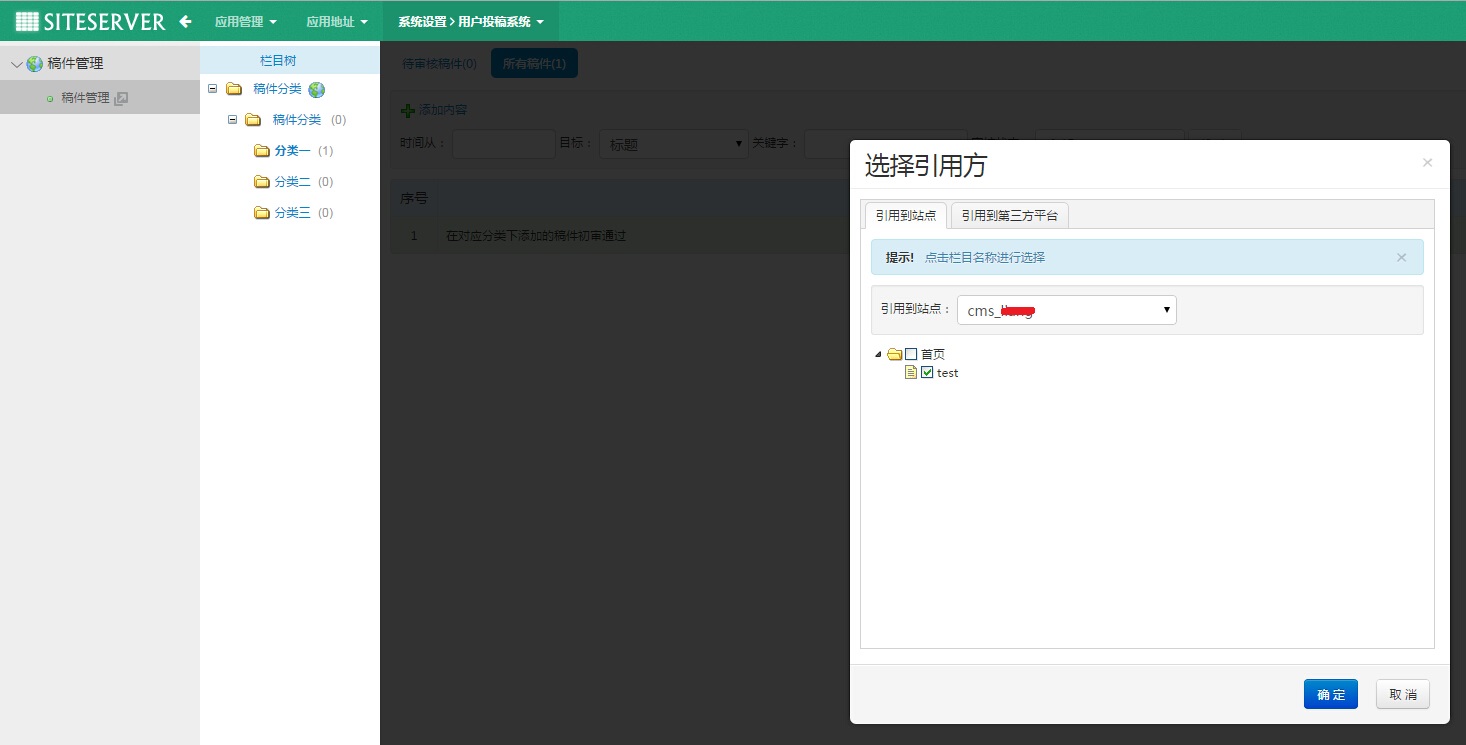 SITESERVER
应用管理
应用地址
系统设置 > 用户投稿系统
稿件管理
稿件管理
栏目树
稿件分类
稿件分类 (0)
分类一 (1)
分类二 (0)
分类三 (0)
待审核稿件(0)
所有稿件(1)
添加内容
时间从：
目标：
标题
关键字：
序号
1
在对应分类下添加的稿件初审通过
选择引用方
×
引用到站点
引用到第三方平台
提示! 点击栏目名称进行选择
×
引用到站点：
cms_
首页
test
确 定
取 消